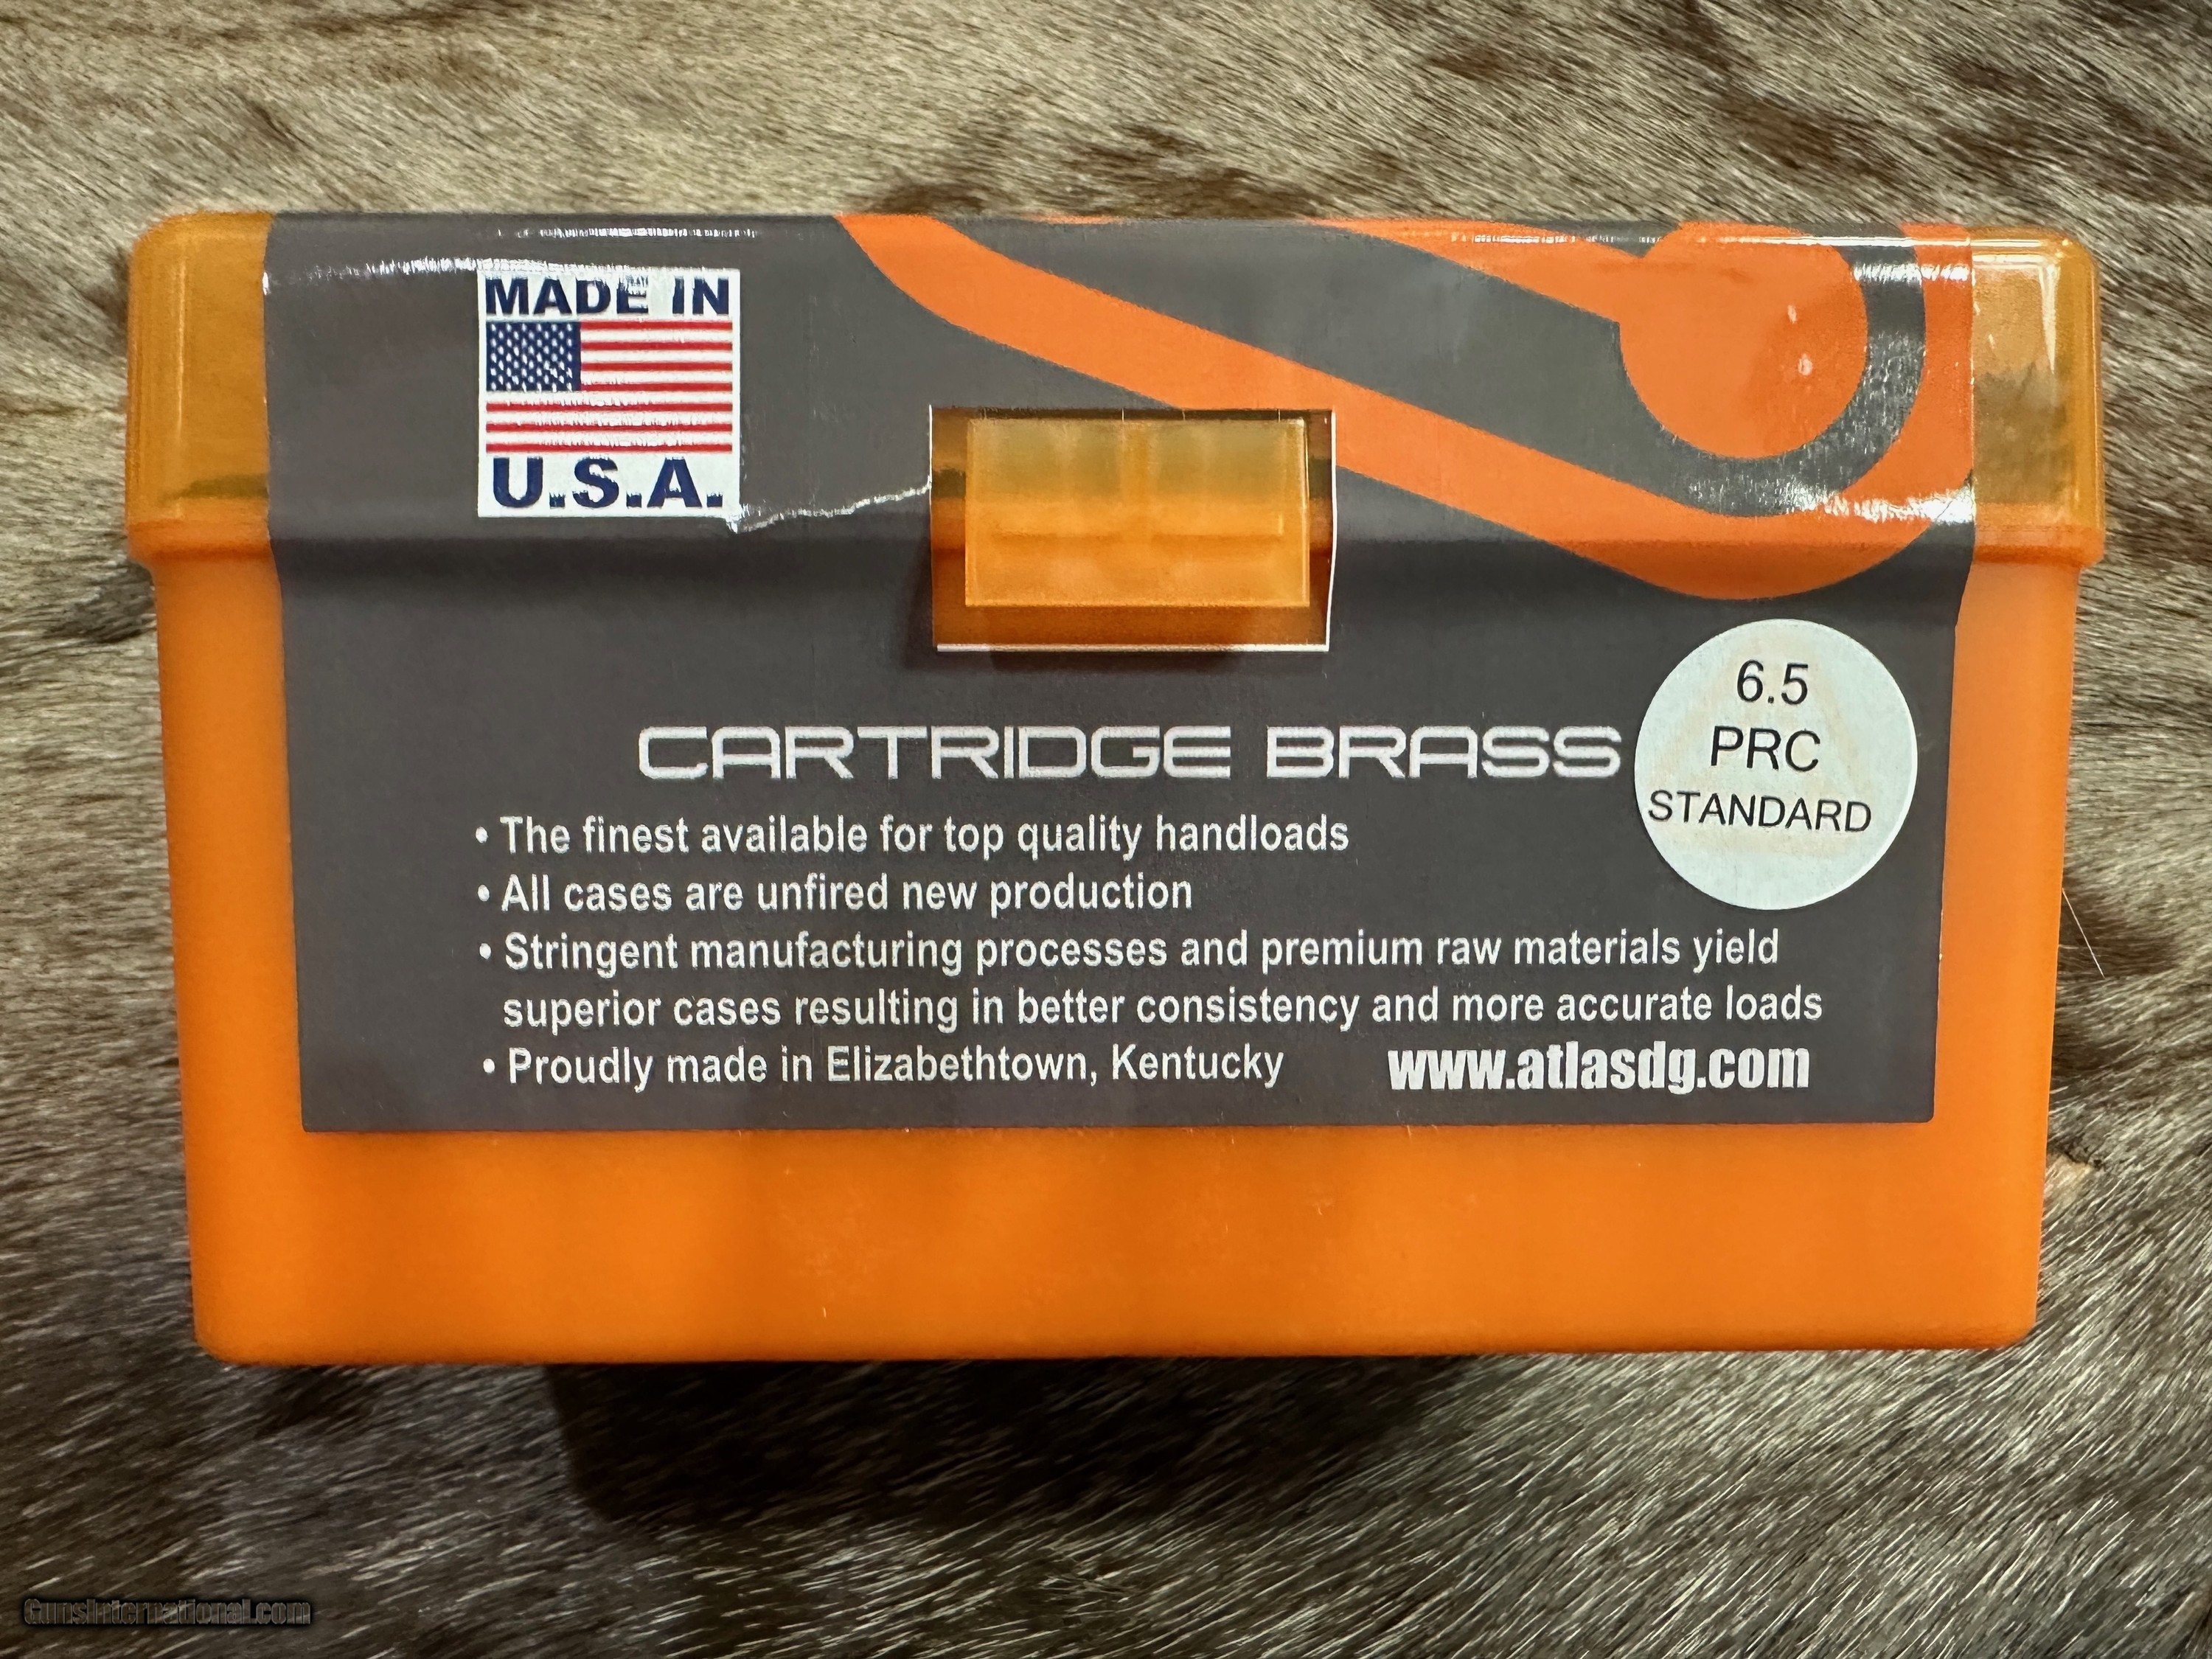 MADE IN
U.S.A.
CARTRIDGE BRASS
6.5
PRC
STANDARD
• The finest available for top quality handloads
• All cases are unfired new production
• Stringent manufacturing processes and premium raw materials yield
superior cases resulting in better consistency and more accurate loads
• Proudly made in Elizabethtown, Kentucky
www.atlasdg.com
GunsInternational.com